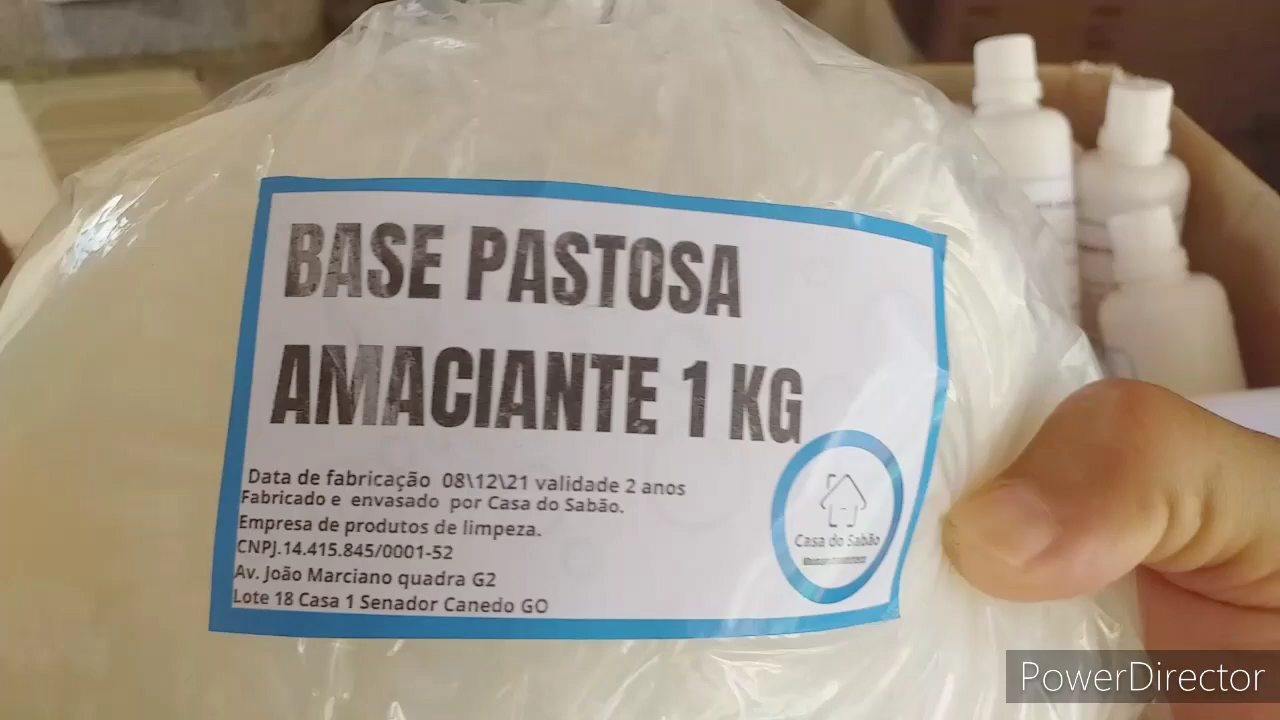 BASE PASTOSA
AMACIANTE 1 KG
Data de fabricação 08\12\21 validade 2 anos
Fabricado e envasado por Casa do Sabão.
Empresa de produtos de limpeza.
CNPJ.14.415.845/0001-52
Av. João Marciano quadra G2
Lote 18 Casa 1 Senador Canedo GO
Casa do Sabão
PowerDirector